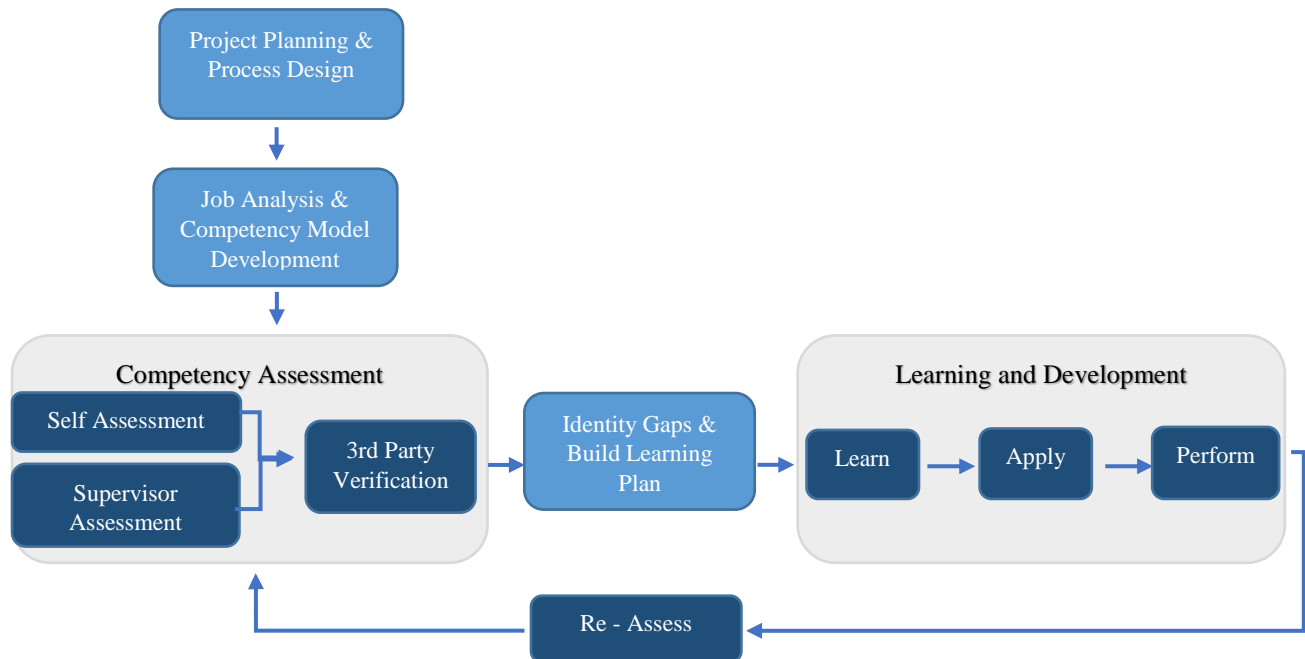 Project Planning &
Process Design
Job Analysis &
Competency Model
Development
Competency Assessment
Self Assessment
Supervisor
Assessment
3rd Party
Verification
Identity Gaps &
Build Learning
Plan
Learning and Development
Learn
Apply
Perform
Re - Assess